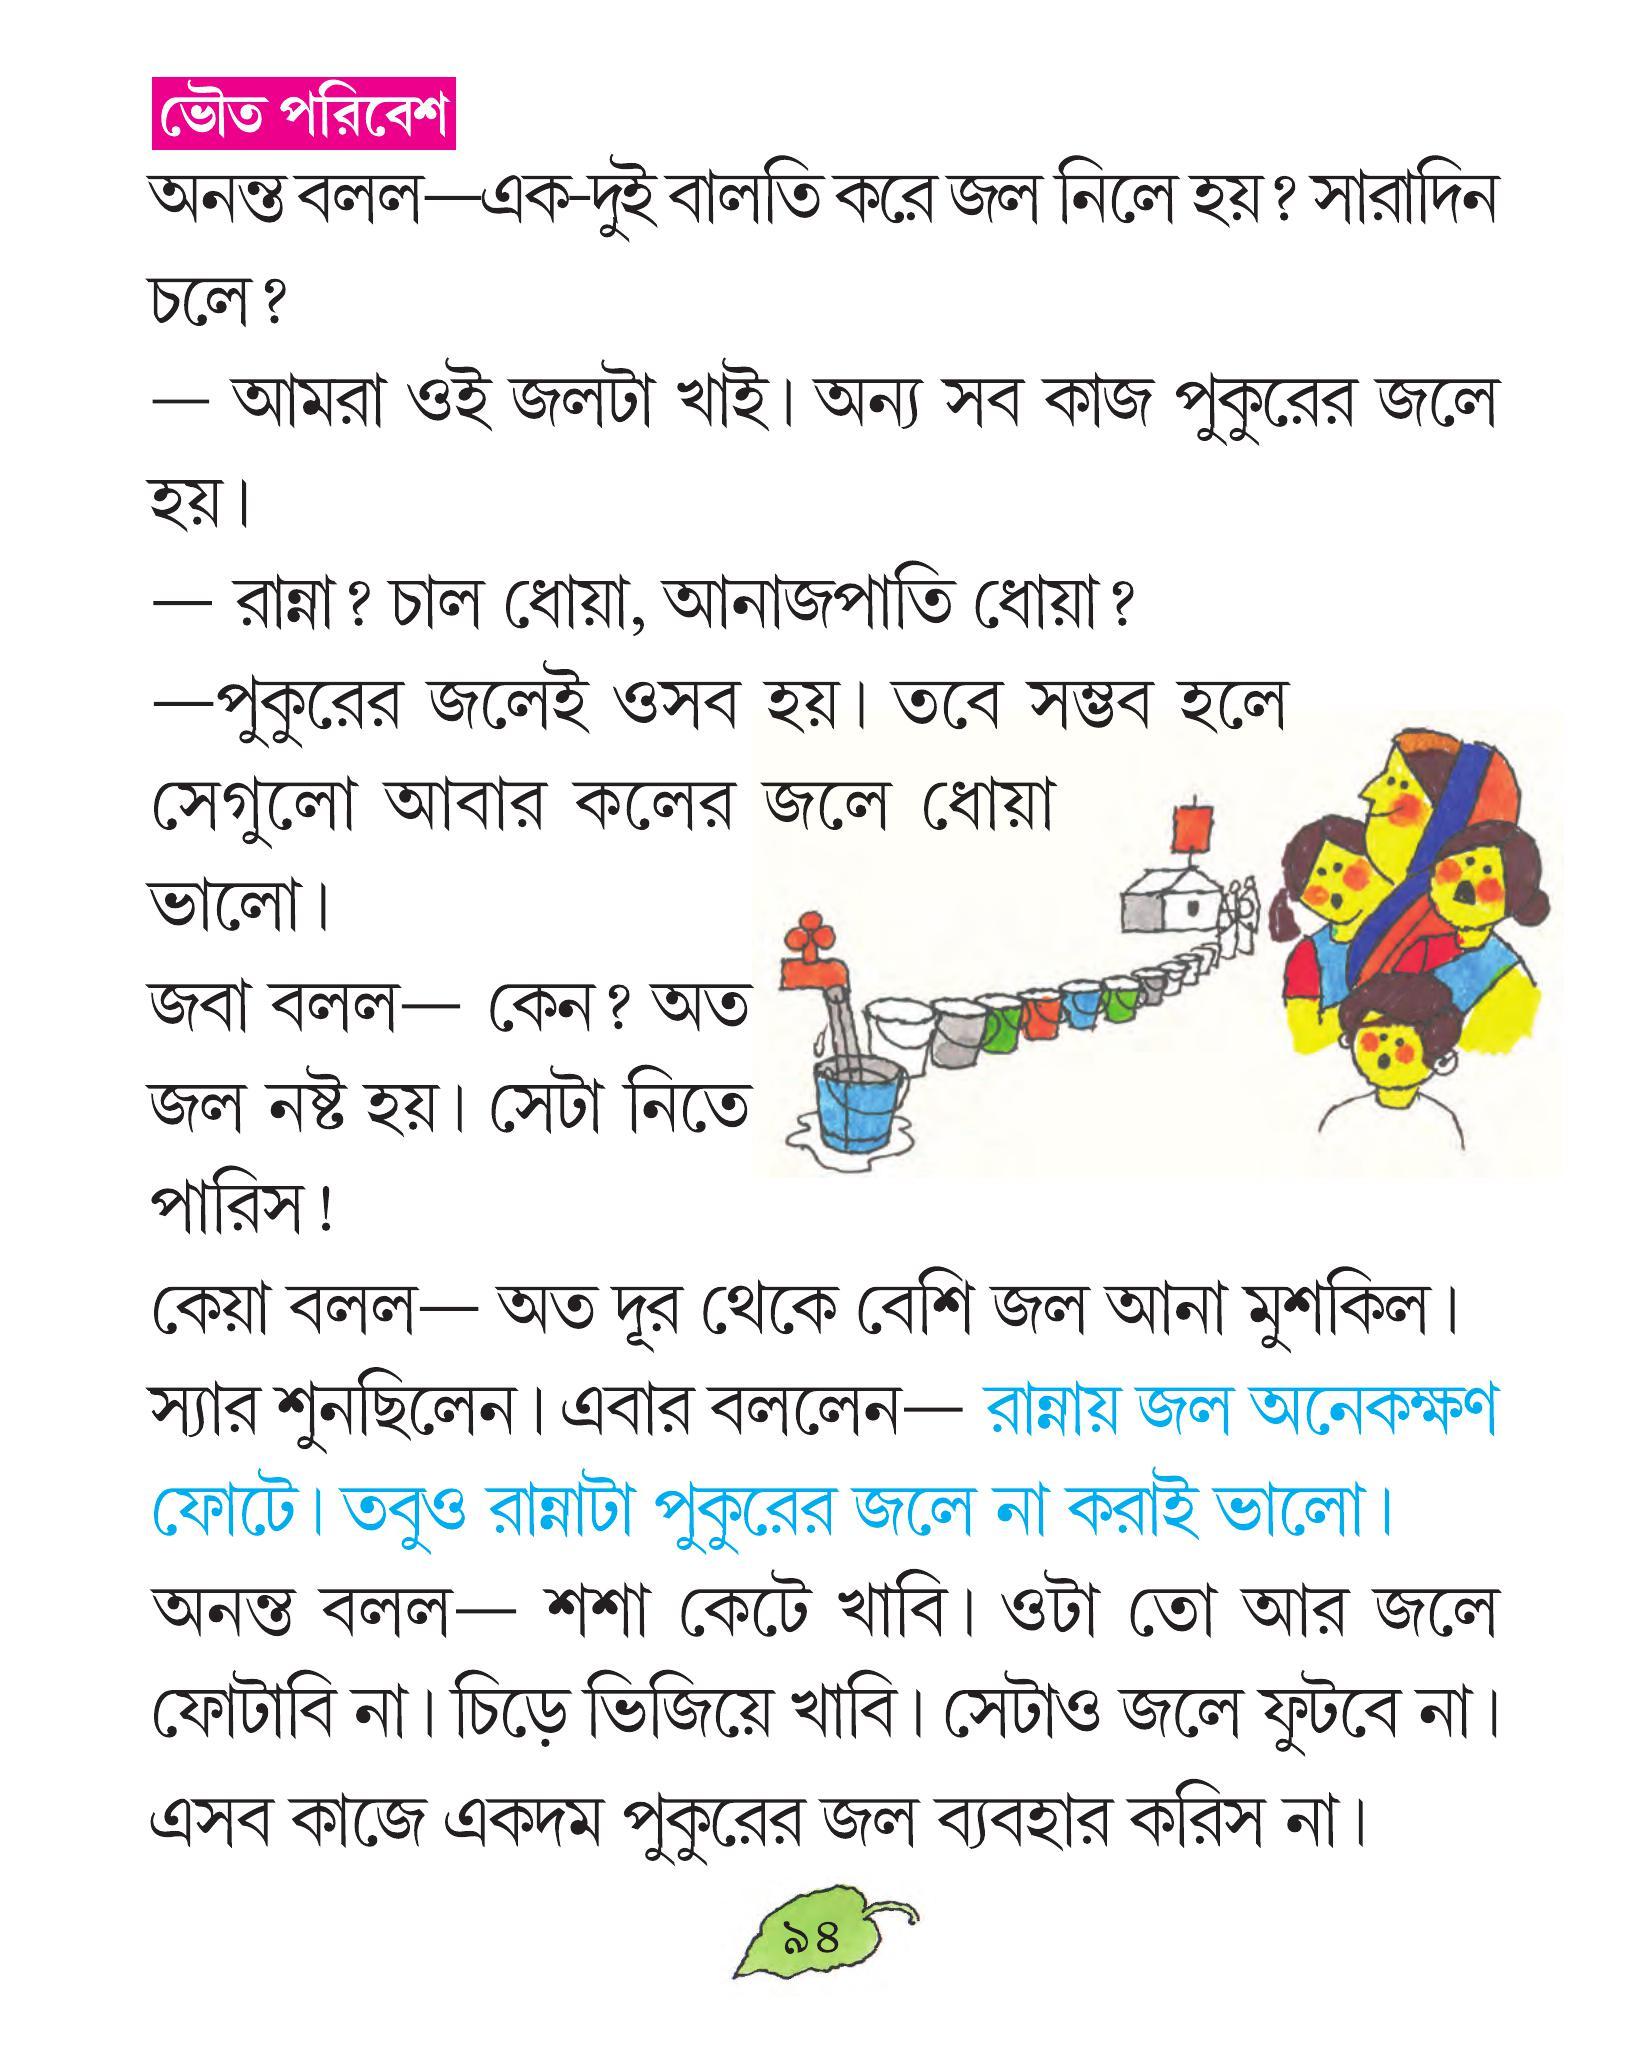 ভৌত পরিবেশ
অনন্ত বলল—এক-দুই বালতি করে জল নিলে হয়? সারাদিন
চলে?
— আমরা ওই জলটা খাই। অন্য সব কাজ পুকুরের জলে
হয়।
— রান্না? চাল ধোয়া, আনাজপাতি ধোয়া?
—পুকুরের জলেই ওসব হয়। তবে সম্ভব হলে
সেগুলো আবার কলের জলে ধোয়া
ভালো।
জবা বলল— কেন? অত
জল নষ্ট হয়। সেটা নিতে
পারিস!
কেয়া বলল— অত দূর থেকে বেশি জল আনা মুশকিল।
স্যার শুনছিলেন। এবার বললেন— রান্নায় জল অনেকক্ষণ
ফোটে। তবুও রান্নাটা পুকুরের জলে না করাই ভালো।
অনন্ত বলল— শশা কেটে খাবি। ওটা তো আর জলে
ফোটাবি না। চিড়ে ভিজিয়ে খাবি। সেটাও জলে ফুটবে না।
এসব কাজে একদম পুকুরের জল ব্যবহার করিস না।
৯৪